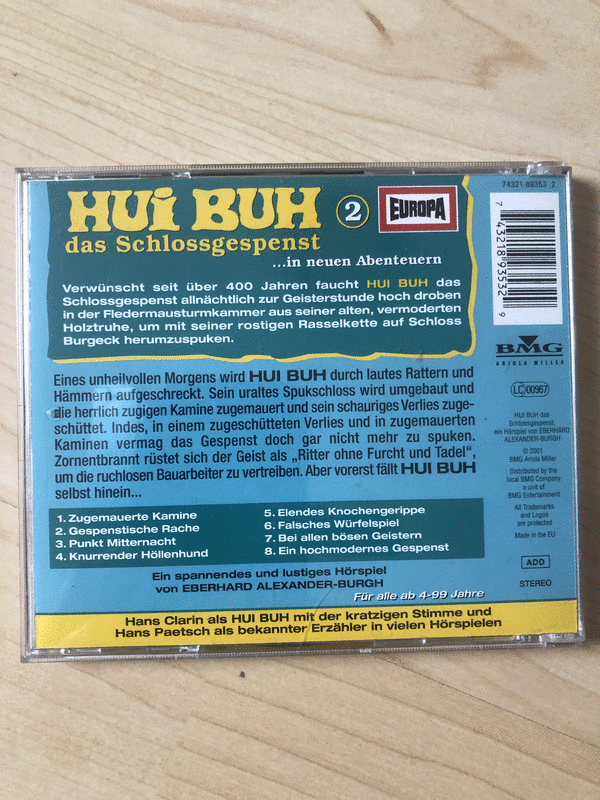 HUi BUH
das Schlossgespenst
2
EUROPA
...in neuen Abenteuern
Verwünscht seit über 400 Jahren faucht HUI BUH das
Schlossgespenst allnächtlich zur Geisterstunde hoch droben
in der Fledermausturmkammer aus seiner alten, vermoderten
Holztruhe, um mit seiner rostigen Rasselkette auf Schloss
Burgeck herumzuspuken.
Eines unheilvollen Morgens wird HUI BUH durch lautes Rattern und
Hämmern aufgeschreckt. Sein uraltes Spukschloss wird umgebaut und
die herrlich zugigen Kamine zugemauert und sein schauriges Verlies zuge-
schüttet. Indes, in einem zugeschütteten Verlies und in zugemauerten
Kaminen vermag das Gespenst doch gar nicht mehr zu spuken.
Zornentbrannt rüstet sich der Geist als „Ritter ohne Furcht und Tadel",
um die ruchlosen Bauarbeiter zu vertreiben. Aber vorerst fällt HUI BUH
selbst hinein...
1. Zugemauerte Kamine
2. Gespenstische Rache
3. Punkt Mitternacht
4. Knurrender Höllenhund
5. Elendes Knochengerippe
6. Falsches Würfelspiel
7. Bei allen bösen Geistern
8. Ein hochmodernes Gespenst
Ein spannendes und lustiges Hörspiel
von EBERHARD ALEXANDER-BURGH
Für alle ab 4-99 Jahre
Hans Clarin als HUI BUH mit der kratzigen Stimme und
Hans Paetsch als bekannter Erzähler in vielen Hörspielen
74321 89353 2
7 43218 93532 9
BMG
ARIOLA MILLER
LC 00967
HUI BUH das
Schlossgespenst,
ein Hörspiel von EBERHARD
ALEXANDER-BURGH
℗ 2001
BMG Ariola Miller
Distributed by the
local BMG Company
a unit of
BMG Entertainment
All Trademarks
and Logos
are protected
Made in the EU
ADD
STEREO